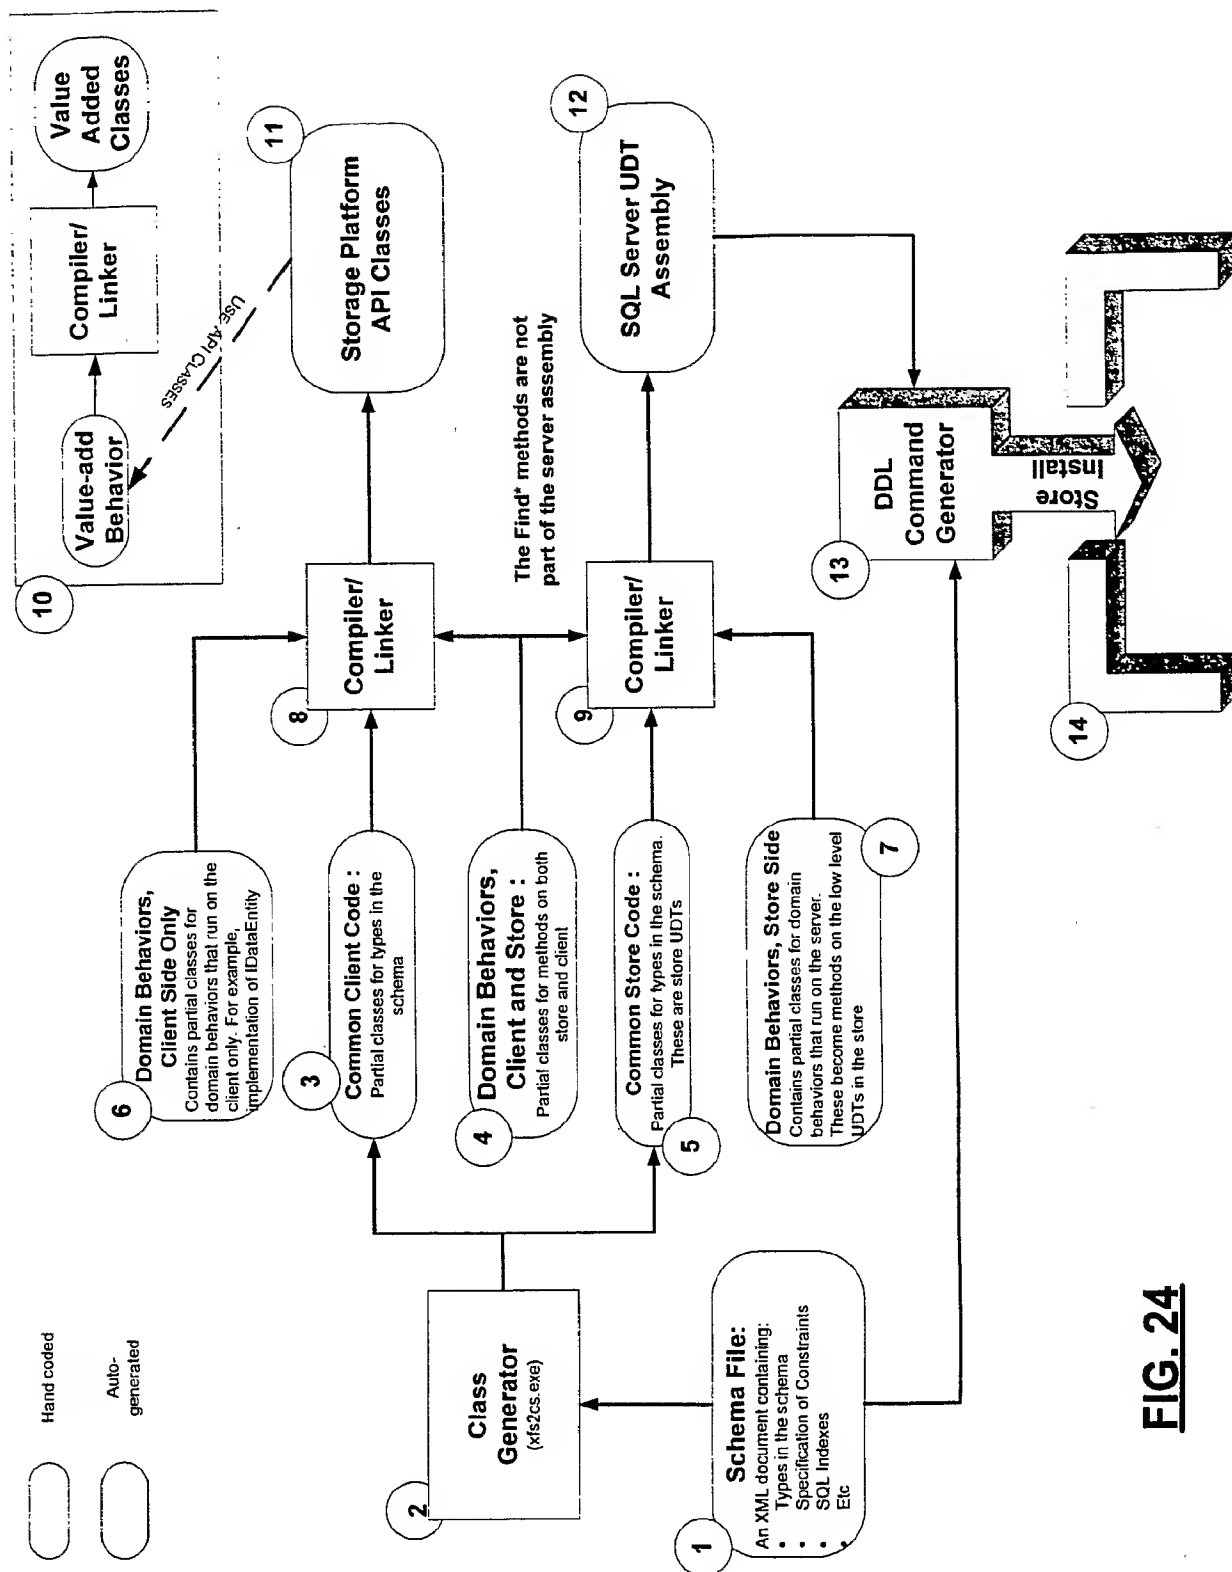 Hand coded
Auto-
generated
1
Schema File:
An XML document containing:
• Types in the schema
• Specification of Constraints
• SQL Indexes
• Etc
2
Class
Generator
(xfs2cs.exe)
6
Domain Behaviors,
Client Side Only
Contains partial classes for
domain behaviors that run on the
client only. For example,
implementation of IDataEntity
3
Common Client Code :
Partial classes for types in the
schema
4
Domain Behaviors,
Client and Store :
Partial classes for methods on both
store and client
5
Common Store Code :
Partial classes for types in the schema.
These are store UDTs
7
Domain Behaviors, Store Side
Contains partial classes for domain
behaviors that run on the server.
These become methods on the low level
UDTs in the store
8
Compiler/
Linker
9
Compiler/
Linker
The Find* methods are not
part of the server assembly
10
Value-add
Behavior
Compiler/
Linker
Value
Added
Classes
USE API CLASSES
11
Storage Platform
API Classes
12
SQL Server UDT
Assembly
13
DDL
Command
Generator
Store
Install
14
FIG. 24